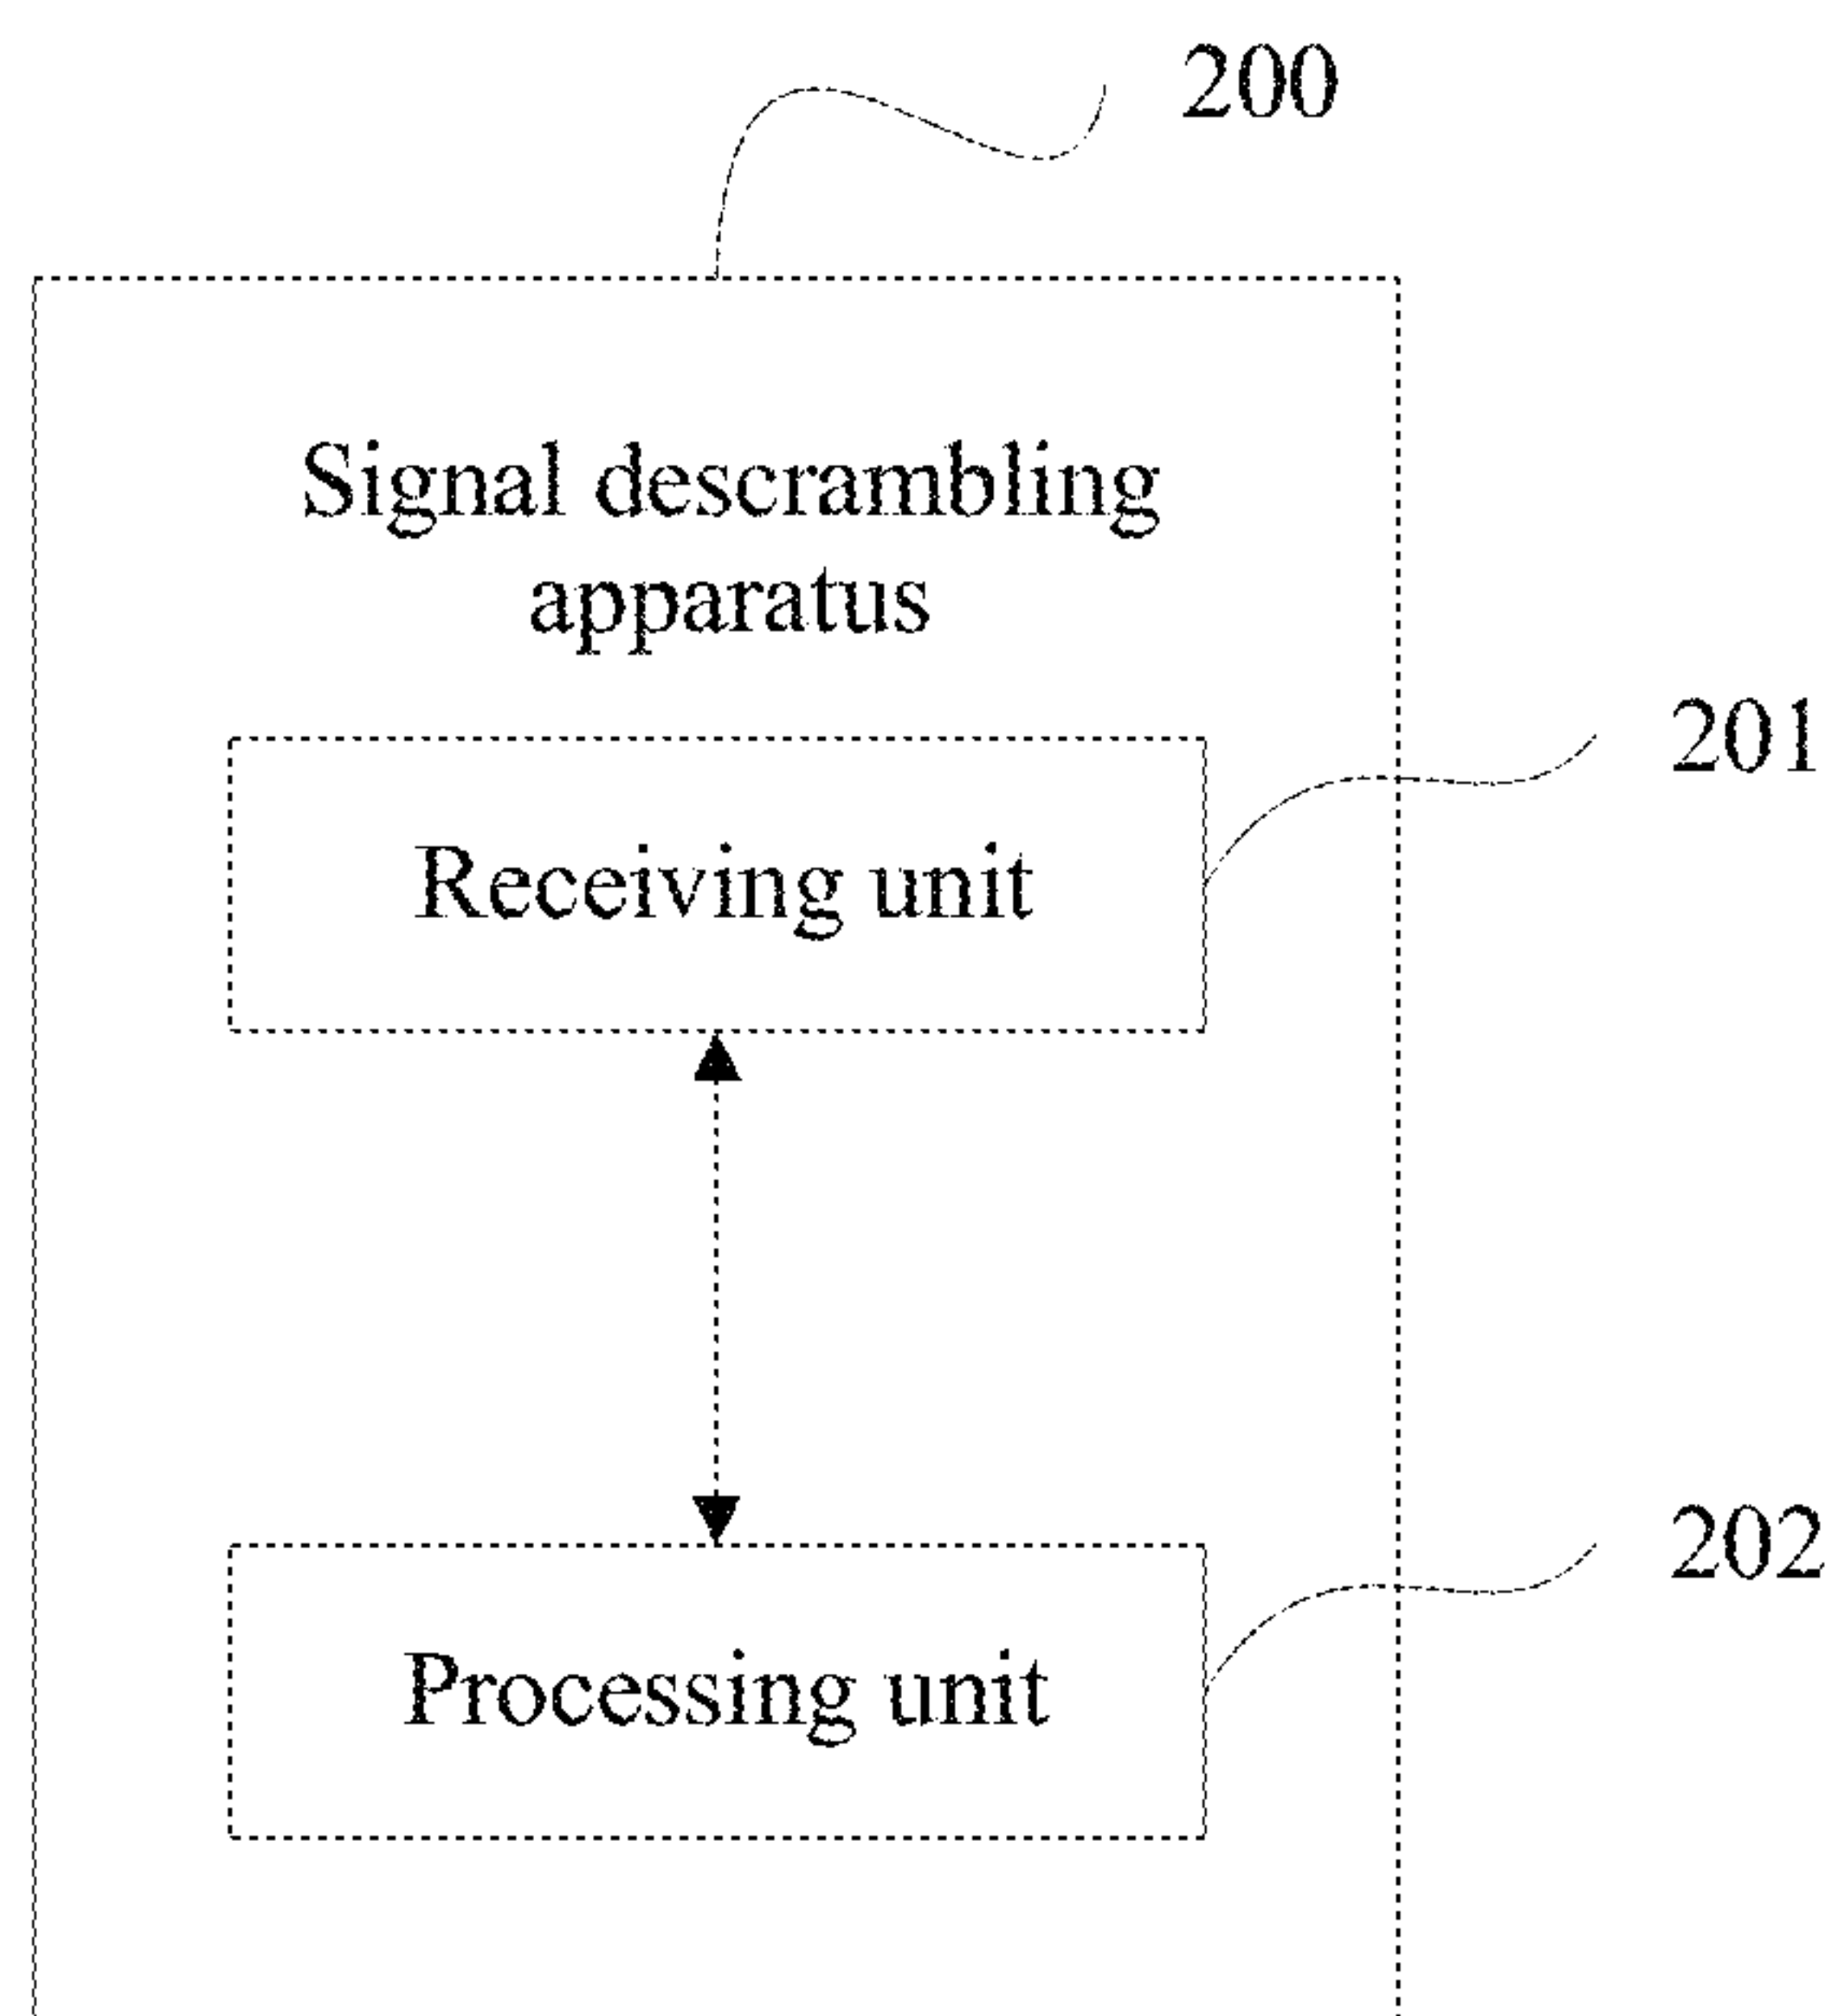 200
Signal descrambling
apparatus
201
Receiving unit
202
Processing unit